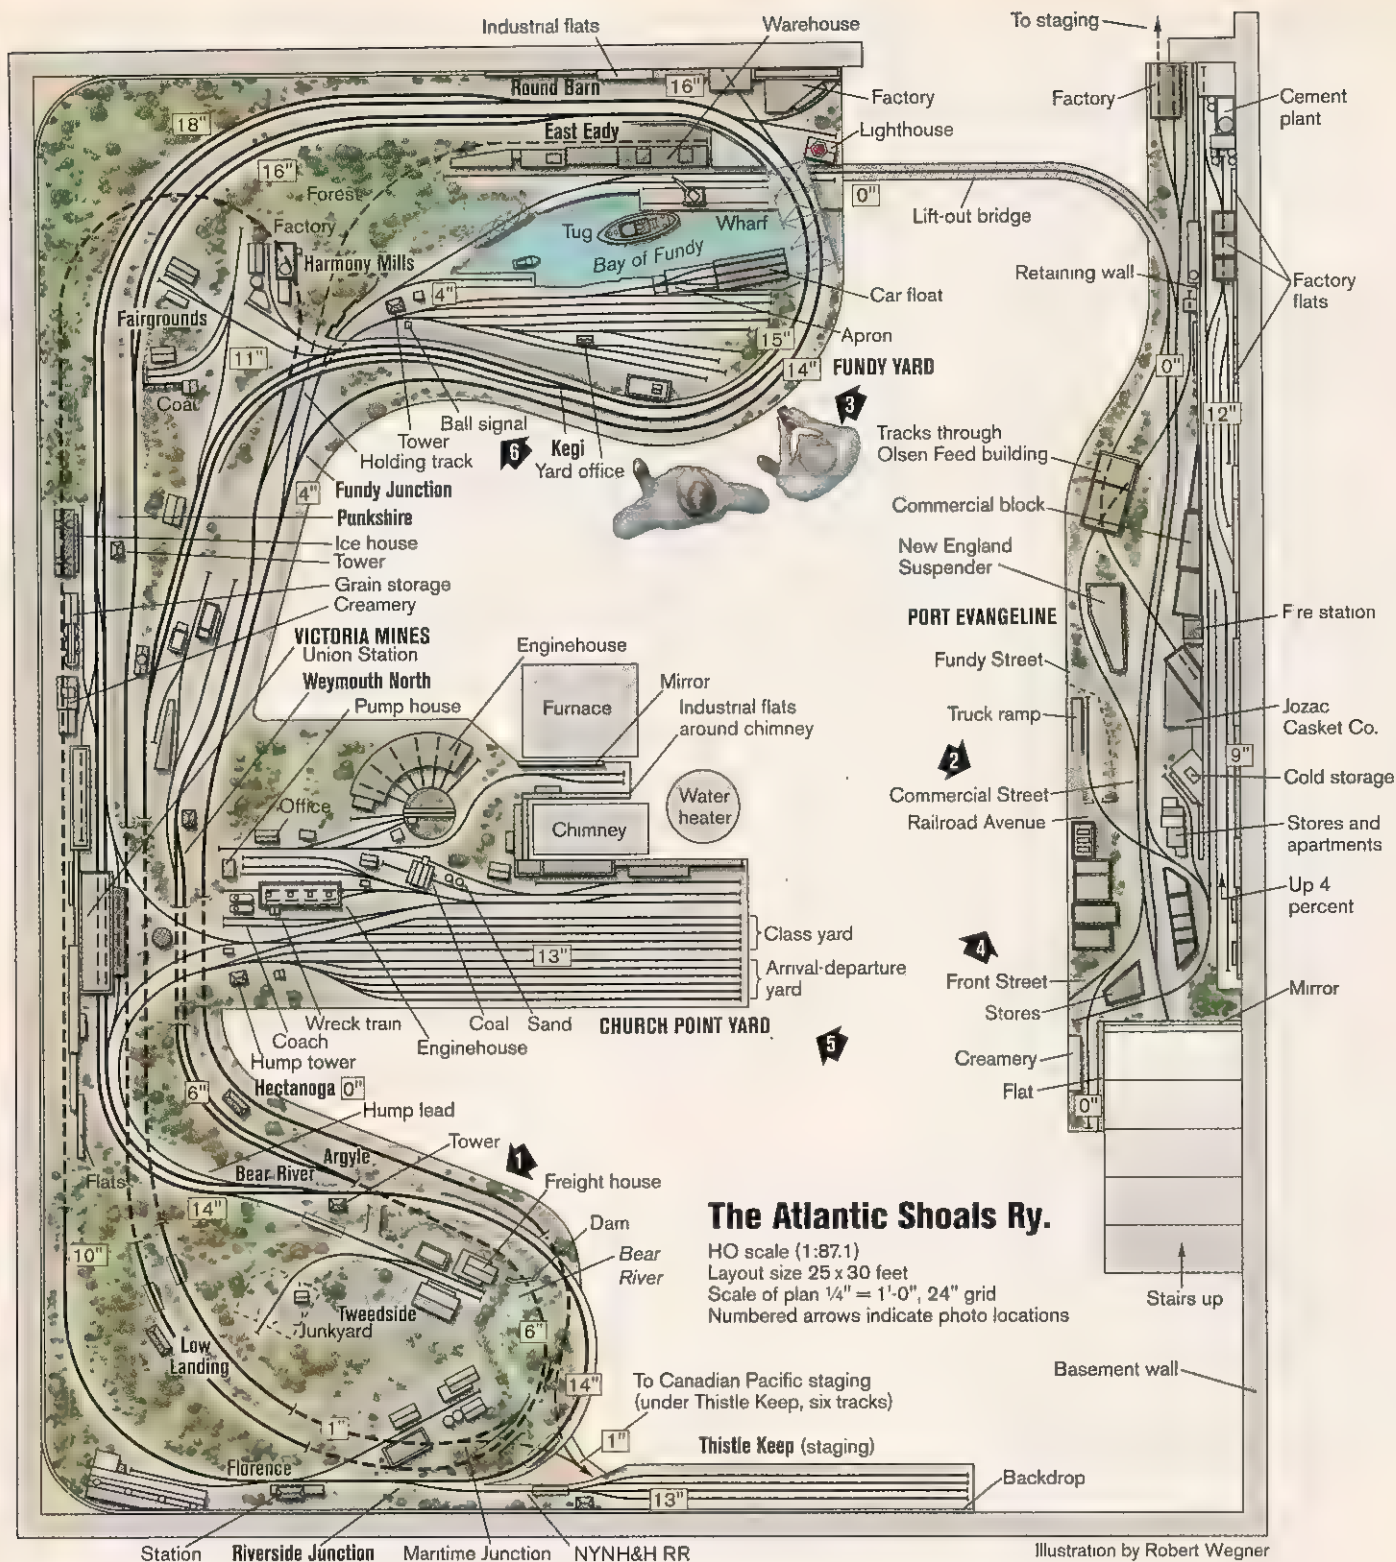 To staging
Industrial flats
Warehouse
Round Barn
16"
Factory
Factory
Cement
plant
18"
East Eady
Lighthouse
16"
Forest
0"
Lift-out bridge
Factory
Tug
Wharf
Harmony Mills
Bay of Fundy
Retaining wall
Factory
flats
4"
Car float
Fairgrounds
Apron
11"
15"
14"
FUNDY YARD
0"
Coal
3
12"
Ball signal
Tower
6
Kegi
Tracks through
Olsen Feed building
Holding track
Yard office
4"
Fundy Junction
Commercial block
Punkshire
Ice house
Tower
New England
Suspender
Grain storage
Creamery
PORT EVANGELINE
Fire station
VICTORIA MINES
Union Station
Enginehouse
Fundy Street
Weymouth North
Mirror
Pump house
Furnace
Industrial flats
around chimney
Truck ramp
Jozac
Casket Co.
2
9"
Cold storage
Office
Water
heater
Commercial Street
Chimney
Railroad Avenue
Stores and
apartments
Up 4
percent
Class yard
4
13"
Arrival-departure
yard
Front Street
Mirror
Wreck train
Coal
Sand
CHURCH POINT YARD
Stores
Coach
Enginehouse
5
Hump tower
Creamery
6"
Hectanoga
0"
Flat
Hump lead
0"
Tower
Argyle
1
Bear River
Flats
Freight house
14"
The Atlantic Shoals Ry.
Dam
10"
Bear
River
HO scale (1:87.1)
Layout size 25 x 30 feet
Scale of plan ¼" = 1'-0", 24" grid
Numbered arrows indicate photo locations
Stairs up
Tweedside
Junkyard
6"
Low
Landing
Basement wall
14"
To Canadian Pacific staging
(under Thistle Keep, six tracks)
1"
1"
Thistle Keep (staging)
Florence
Backdrop
13"
Station
Riverside Junction
Maritime Junction
NYNH&H RR
Illustration by Robert Wegner